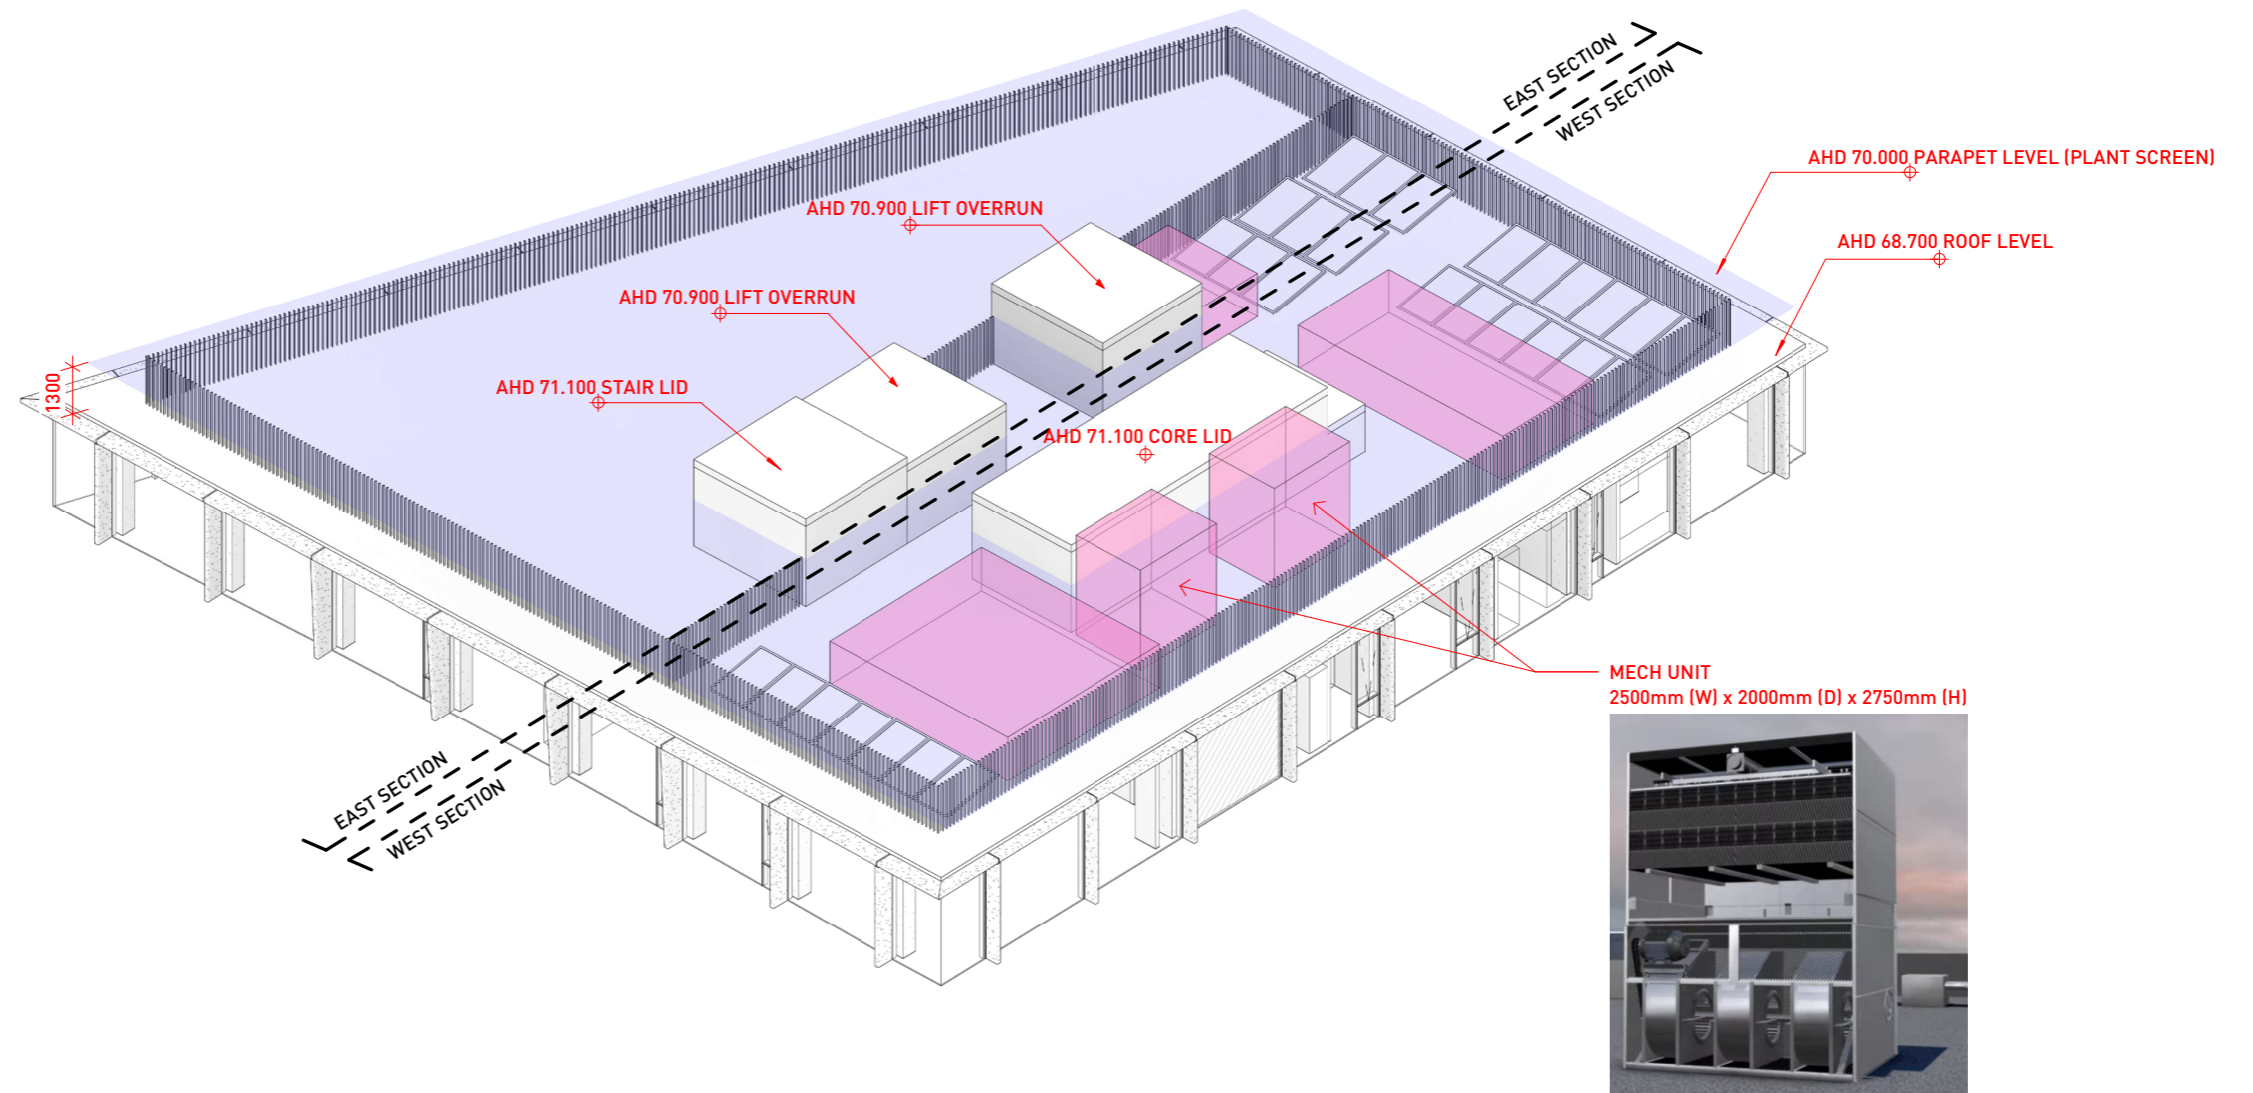 EAST SECTION
WEST SECTION
AHD 70.000 PARAPET LEVEL (PLANT SCREEN)
AHD 70.900 LIFT OVERRUN
AHD 68.700 ROOF LEVEL
AHD 70.900 LIFT OVERRUN
1300
AHD 71.100 STAIR LID
AHD 71.100 CORE LID
MECH UNIT
2500mm (W) x 2000mm (D) x 2750mm (H)
EAST SECTION
WEST SECTION